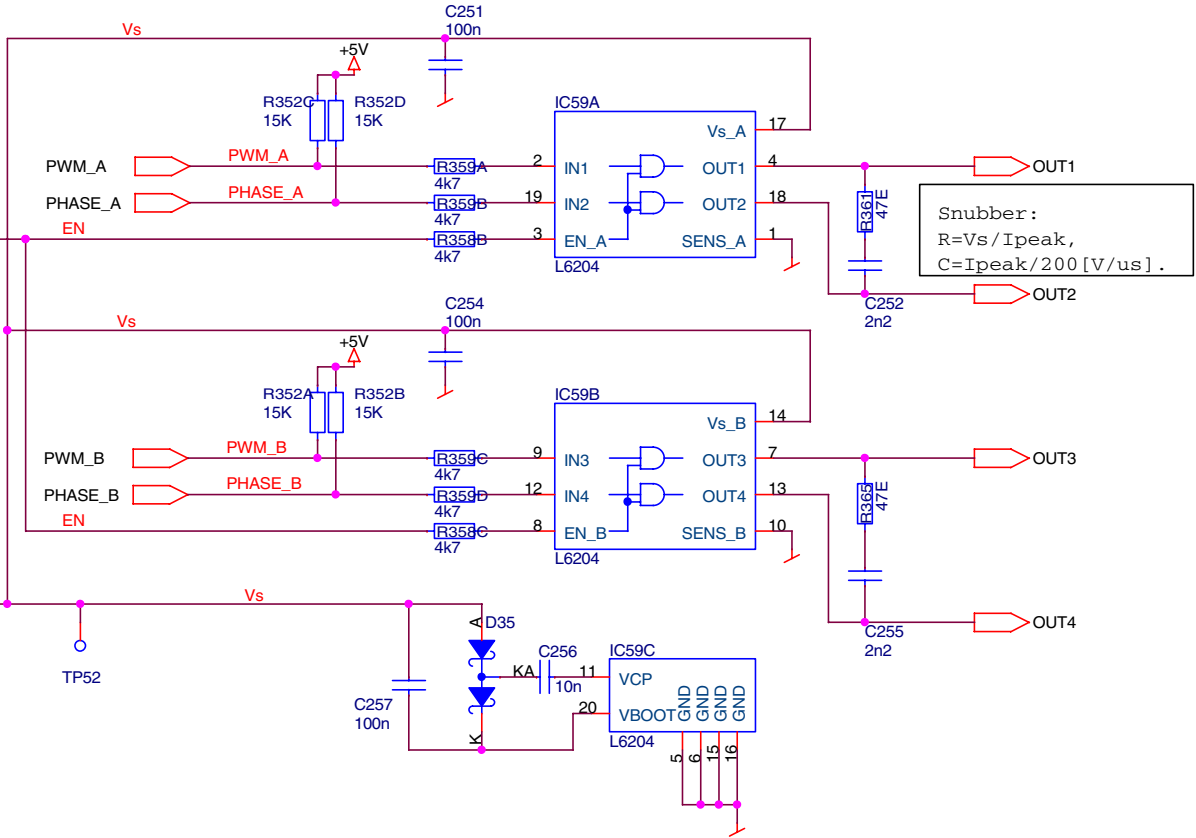 C251
100n
Vs
+5V
R352C
15K
R352D
15K
PWM_A
PWM_A
R359A
4k7
PHASE_A
PHASE_A
R359B
4k7
EN
R358B
4k7
IC59A
2
IN1
19
IN2
3
EN_A
L6204
Vs_A
17
OUT1
4
OUT2
18
SENS_A
1
R361
47E
C252
2n2
OUT1
OUT2
Snubber:
R=Vs/Ipeak,
C=Ipeak/200[V/us].
C254
100n
Vs
+5V
R352A
15K
R352B
15K
PWM_B
PWM_B
R359C
4k7
PHASE_B
PHASE_B
R359D
4k7
EN
R358C
4k7
IC59B
9
IN3
12
IN4
8
EN_B
L6204
Vs_B
14
OUT3
7
OUT4
13
SENS_B
10
R365
47E
C255
2n2
OUT3
OUT4
Vs
TP52
C257
100n
A
D35
KA
K
C256
10n
IC59C
11
VCP
20
VBOOT
GND
GND
GND
GND
L6204
5
6
15
16